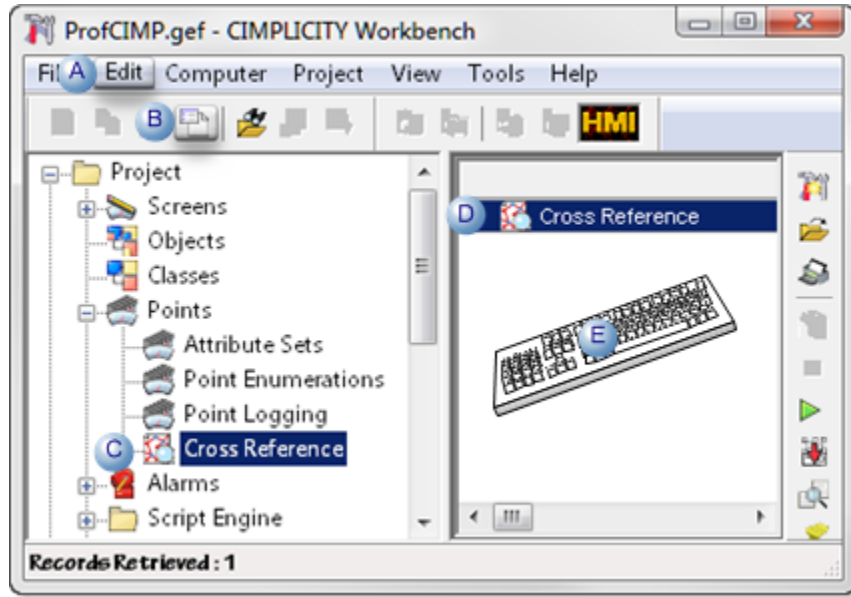 ProfCIMP.gef - CIMPLICITY Workbench
Fil A Edit Computer Project View Tools Help
B HMI
Project
Screens
D Cross Reference
Objects
Classes
Points
Attribute Sets
E
Point Enumerations
Point Logging
C Cross Reference
Alarms
Script Engine
Records Retrieved : 1